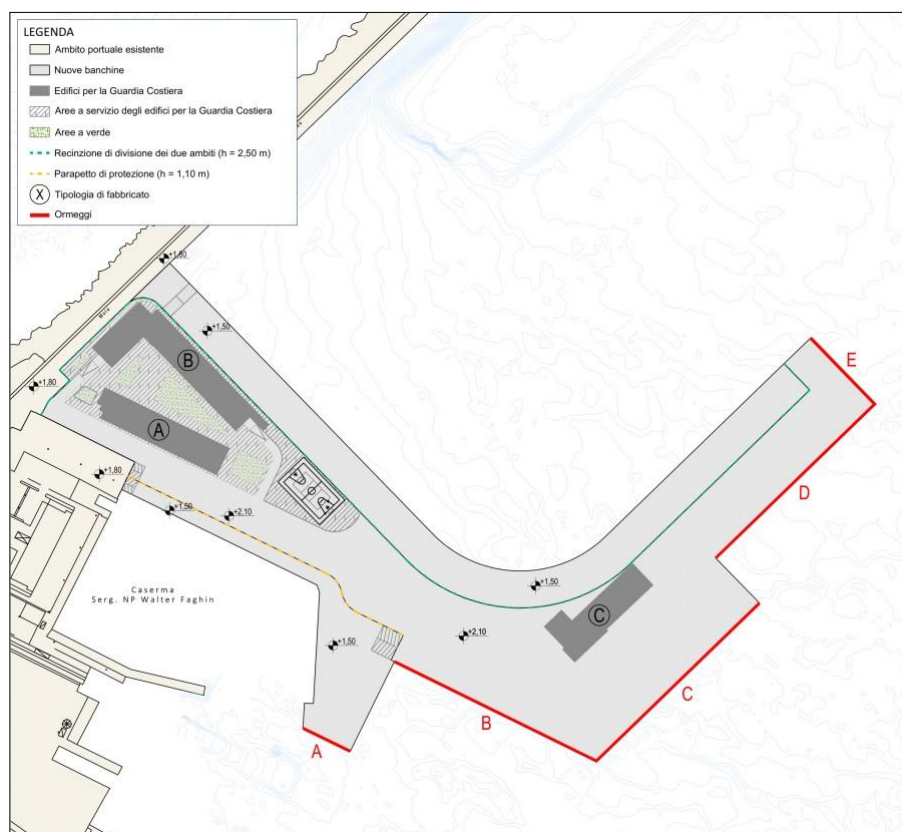 LEGENDA
Ambito portuale esistente
Nuove banchine
Edifici per la Guardia Costiera
Aree a servizio degli edifici per la Guardia Costiera
Aree a verde
Recinzione di divisione dei due ambiti (h = 2,50 m)
Parapetto di protezione (h = 1,10 m)
X Tipologia di fabbricato
Ormeggi
+1,80
+1,50
B
+1,80
A
+1,80
+1,50
+2,10
Caserma
Serg. NP Walter Faghin
+1,50
+2,10
+1,50
C
E
D
C
B
A